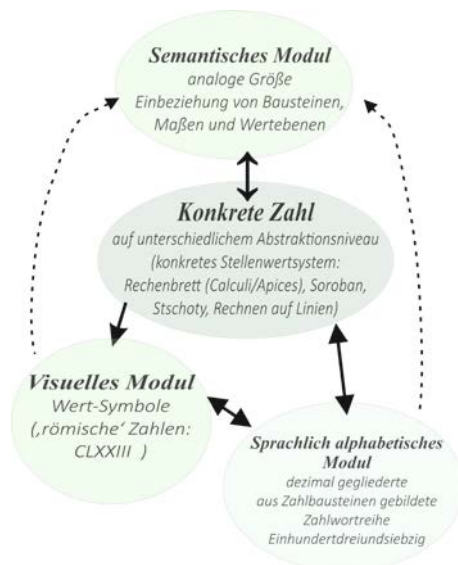 Semantisches Modul
analoge Größe
Einbeziehung von Bausteinen,
Maßen und Wertebenen
Konkrete Zahl
auf unterschiedlichem Abstraktionsniveau
(konkretes Stellenwertsystem:
Rechenbrett (Calculi/Apices), Soroban,
Stschoty, Rechnen auf Linien)
Visuelles Modul
Wert-Symbole
(‚römische‘ Zahlen:
CLXXIII )
Sprachlich alphabetisches
Modul
dezimal gegliederte
aus Zahlbausteinen gebildete
Zahlwortreihe
Einhundertdreiundsiebzig